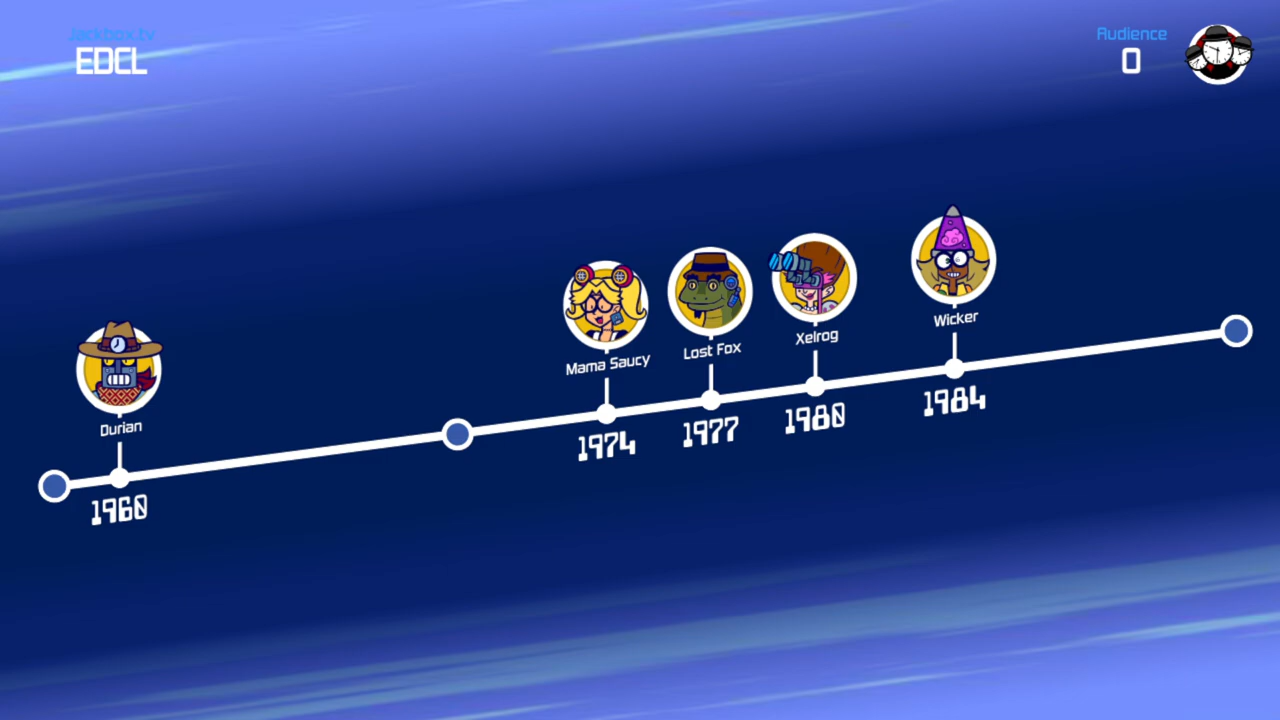 Jackbox.tv
EDCL
Audience
0
Durian
1960
Mama Saucy
1974
Lost Fox
1977
Xelrog
1980
Wicker
1984